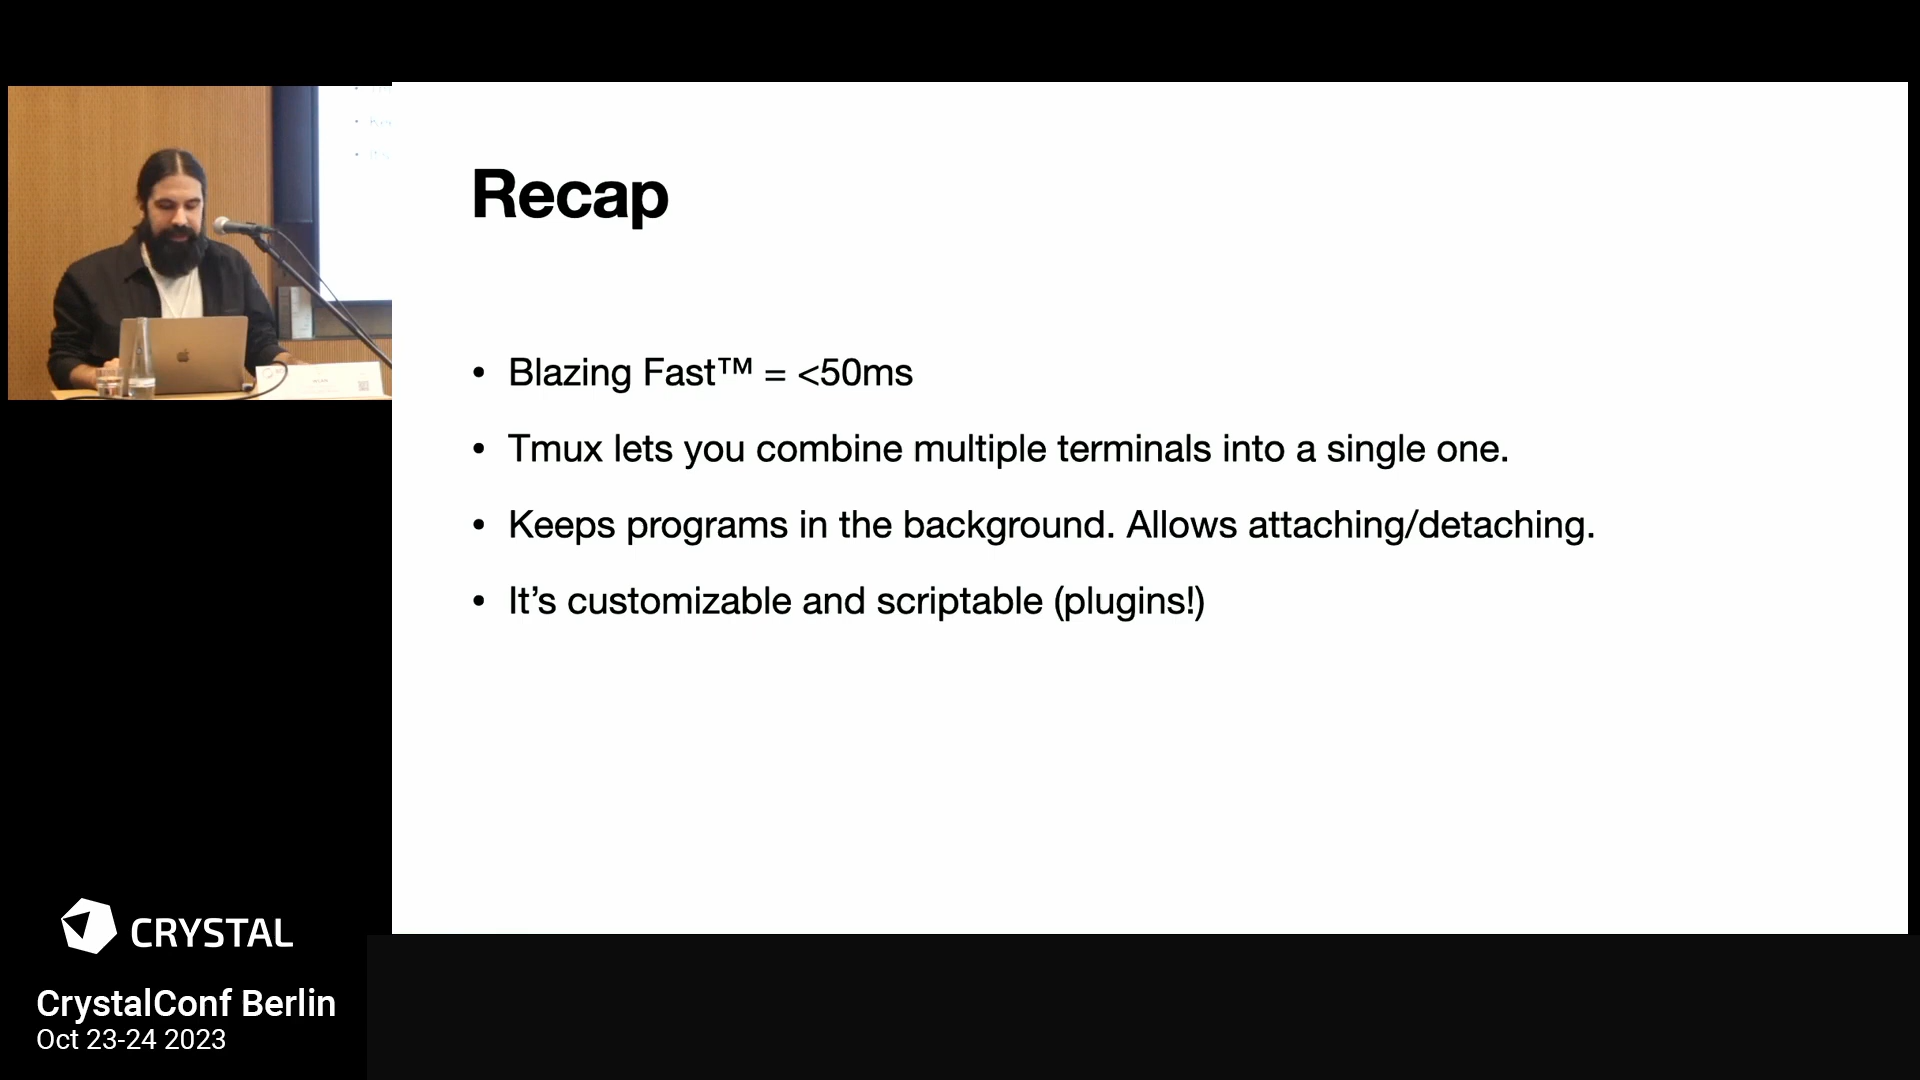 Recap
• Blazing Fast™ = <50ms
• Tmux lets you combine multiple terminals into a single one.
• Keeps programs in the background. Allows attaching/detaching.
• It’s customizable and scriptable (plugins!)
CRYSTAL
CrystalConf Berlin
Oct 23-24 2023